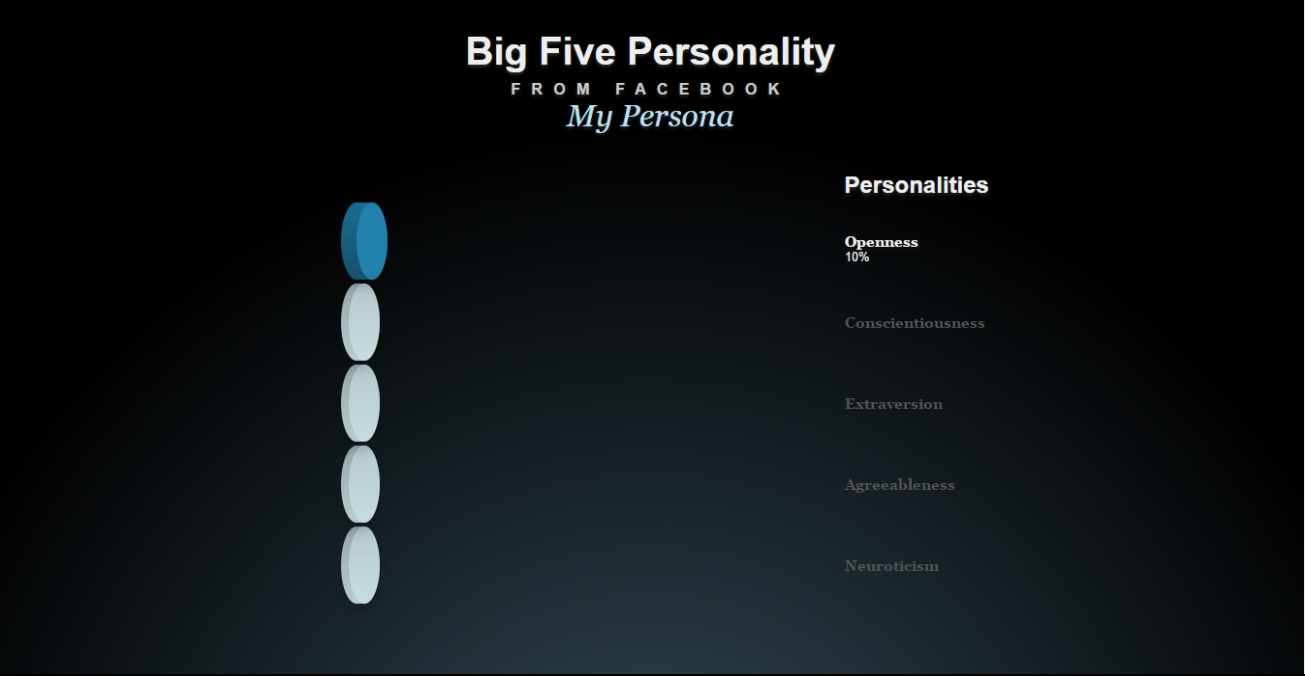 Big Five Personality
FROM FACEBOOK
My Persona
Personalities
Openness
10%
Conscientiousness
Extraversion
Agreeableness
Neuroticism